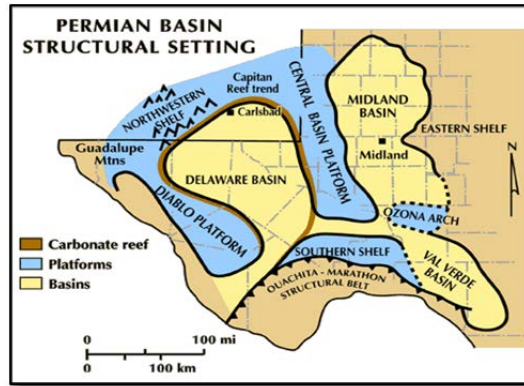 PERMIAN BASIN
STRUCTURAL SETTING
NORTHWESTERN
SHELF
Capitan
Reef trend
Carlsbad
CENTRAL BASIN
PLATFORM
MIDLAND
BASIN
EASTERN SHELF
Midland
N
Guadalupe
Mtns
DELAWARE BASIN
DIABLO PLATFORM
OZONA ARCH
SOUTHERN SHELF
VAL VERDE
BASIN
OUACHITA - MARATHON
STRUCTURAL BELT
Carbonate reef
Platforms
Basins
0 100 mi
0 100 km